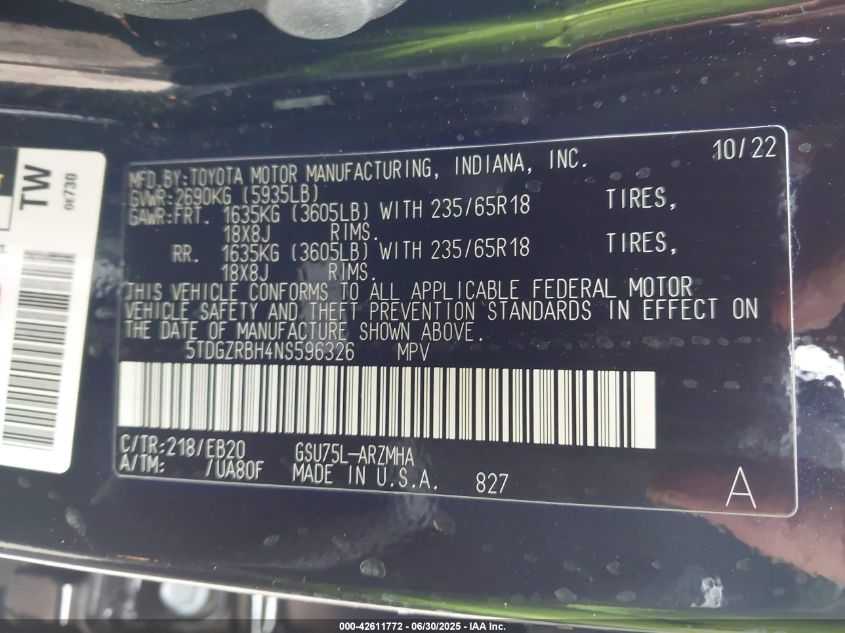 TW
0E730
MFD.BY:TOYOTA MOTOR MANUFACTURING, INDIANA, INC. 10/22
GVWR:2690KG (5935LB)
GAWR:FRT. 1635KG (3605LB) WITH 235/65R18 TIRES,
18X8J RIMS.
RR. 1635KG (3605LB) WITH 235/65R18 TIRES,
18X8J RIMS.
THIS VEHICLE CONFORMS TO ALL APPLICABLE FEDERAL MOTOR
VEHICLE SAFETY AND THEFT PREVENTION STANDARDS IN EFFECT ON
THE DATE OF MANUFACTURE SHOWN ABOVE.
5TDGZRBH4NS596326 MPV
C/TR:218/EB20 GSU75L-ARZMHA
A/TM: /UA80F MADE IN U.S.A. 827
A
000-42611772 - 06/30/2025 - IAA Inc.